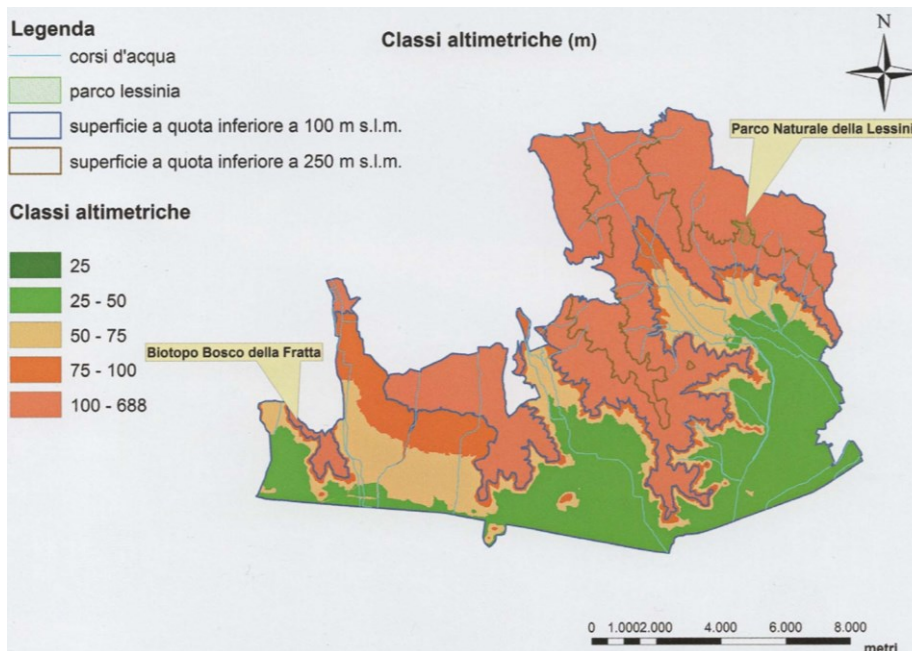 Legenda
corsi d'acqua
parco lessinia
superficie a quota inferiore a 100 m s.l.m.
superficie a quota inferiore a 250 m s.l.m.
Classi altimetriche
25
25 - 50
50 - 75
75 - 100
100 - 688
Classi altimetriche (m)
N
Parco Naturale della Lessini
Biotopo Bosco della Fratta
0 1.000 2.000 4.000 6.000 8.000
metri